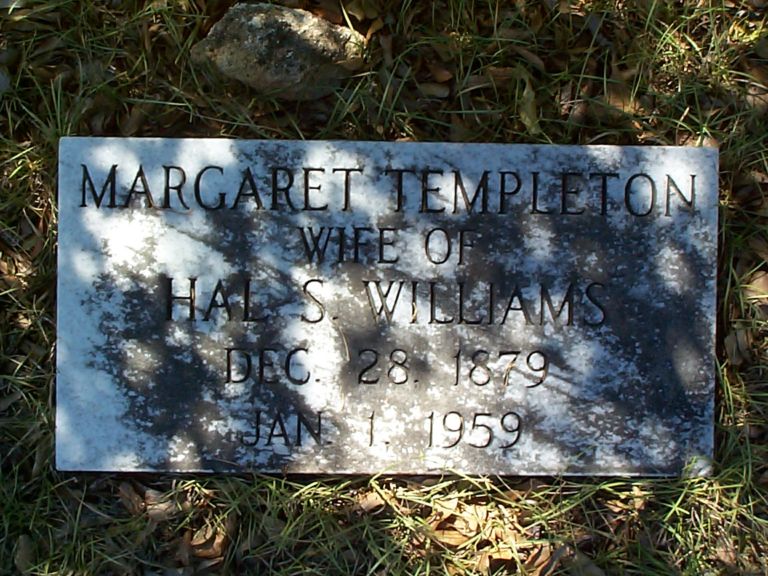 MARGARET TEMPLETON
WIFE OF
HAL S. WILLIAMS
DEC. 28. 1879
JAN. 1. 1959